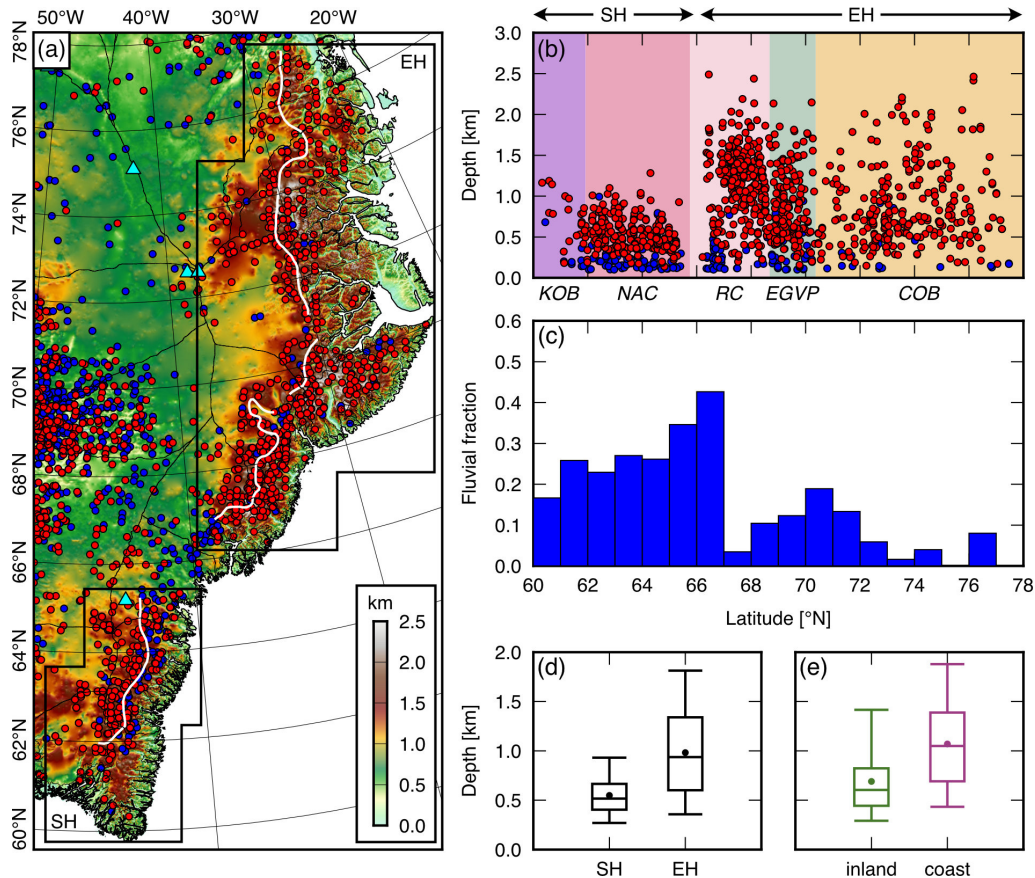 50°W 40°W 30°W 20°W
(a)
EH
78°N
76°N
74°N
72°N
70°N
68°N
66°N
64°N
62°N
60°N
SH
km
2.5
2.0
1.5
1.0
0.5
0.0
SH EH
(b)
Depth [km]
3.0
2.5
2.0
1.5
1.0
0.5
0.0
KOB NAC RC EGVP COB
(c)
Fluvial fraction
0.6
0.5
0.4
0.3
0.2
0.1
0.0
60 62 64 66 68 70 72 74 76 78
Latitude [°N]
(d)
Depth [km]
2.0
1.5
1.0
0.5
0.0
SH EH
(e)
inland coast